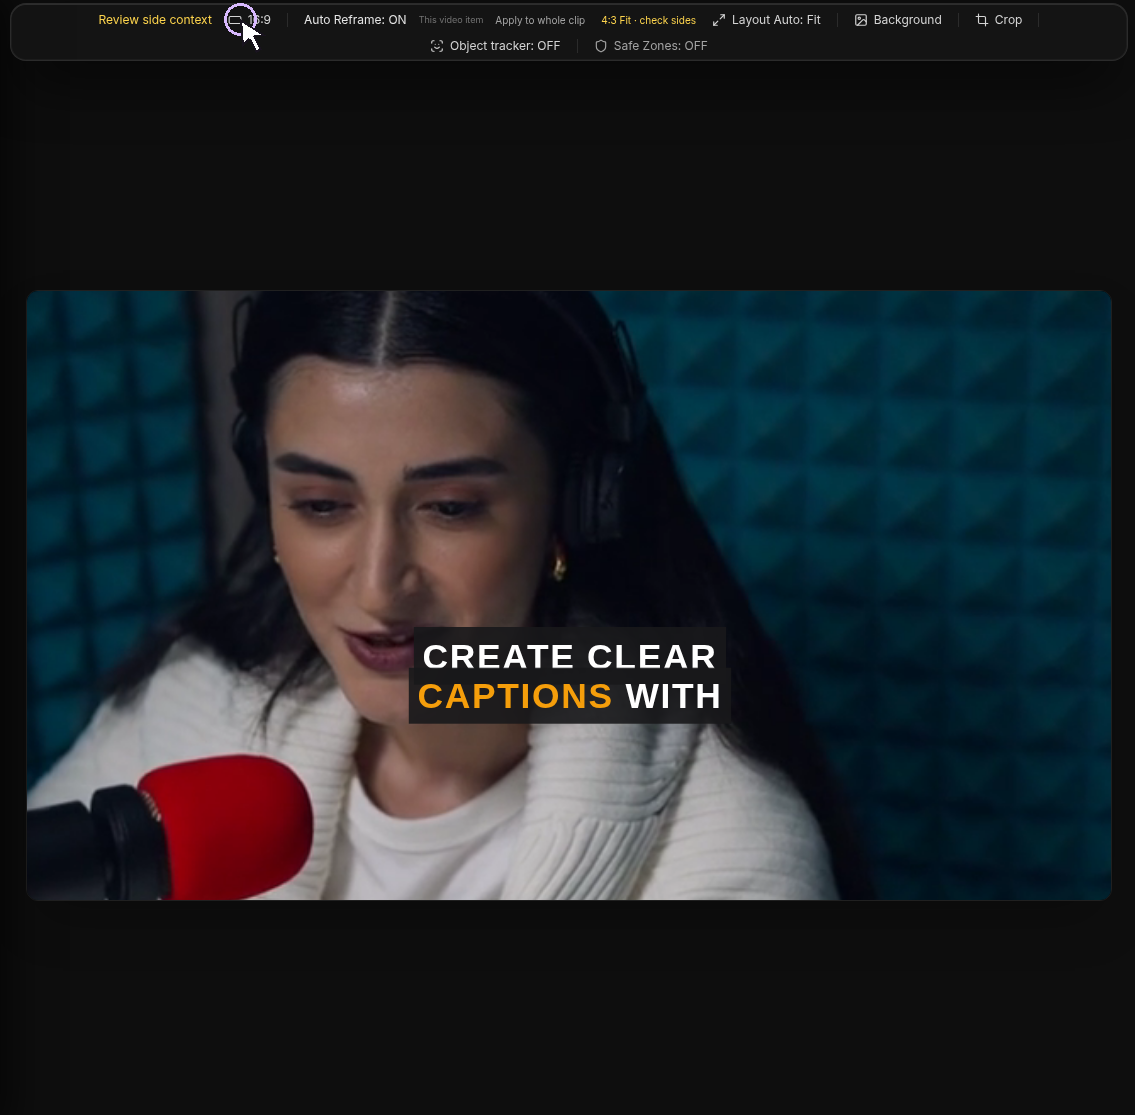 Review side context 16:9 Auto Reframe: ON This video item Apply to whole clip 4:3 Fit · check sides Layout Auto: Fit Background Crop
Object tracker: OFF Safe Zones: OFF
CREATE CLEAR
CAPTIONS WITH